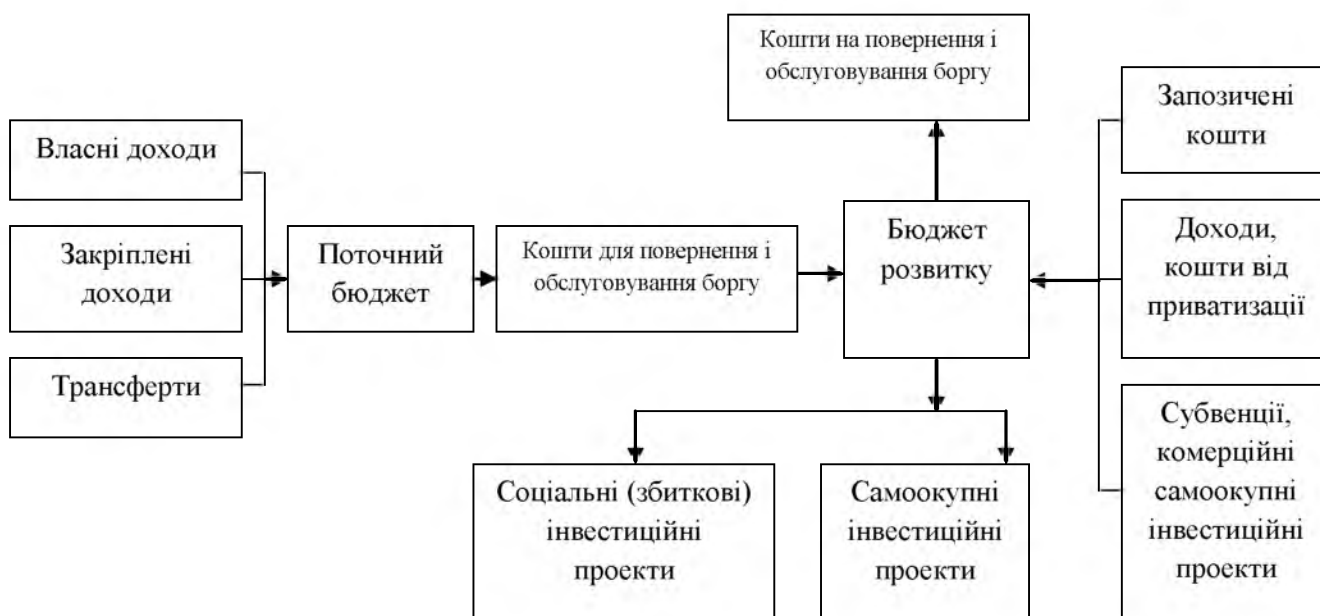 Кошти на повернення і
обслуговування боргу
Власні доходи
Закріплені
доходи
Трансферти
Поточний
бюджет
Кошти для повернення і
обслуговування боргу
Бюджет
розвитку
Запозичені
кошти
Доходи,
кошти від
приватизації
Субвенції,
комерційні
самоокупні
інвестиційні
проекти
Соціальні (збиткові)
інвестиційні
проекти
Самоокупні
інвестиційні
проекти